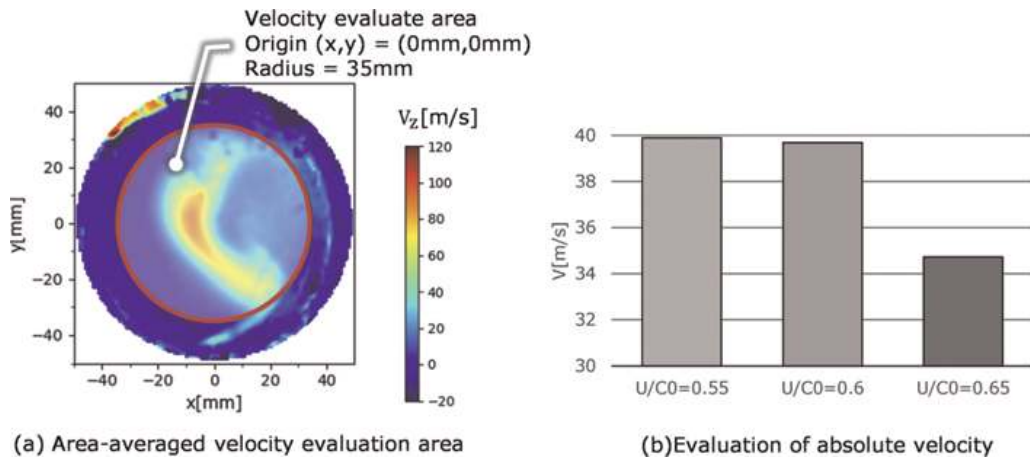 Velocity evaluate area
Origin (x,y) = (0mm,0mm)
Radius = 35mm
V_Z[m/s]
120
100
80
60
40
20
0
−20
y[mm]
40
20
0
−20
−40
−40 −20 0 20 40
x[mm]
(a) Area-averaged velocity evaluation area
V[m/s]
40
38
36
34
32
30
U/C0=0.55 U/C0=0.6 U/C0=0.65
(b)Evaluation of absolute velocity